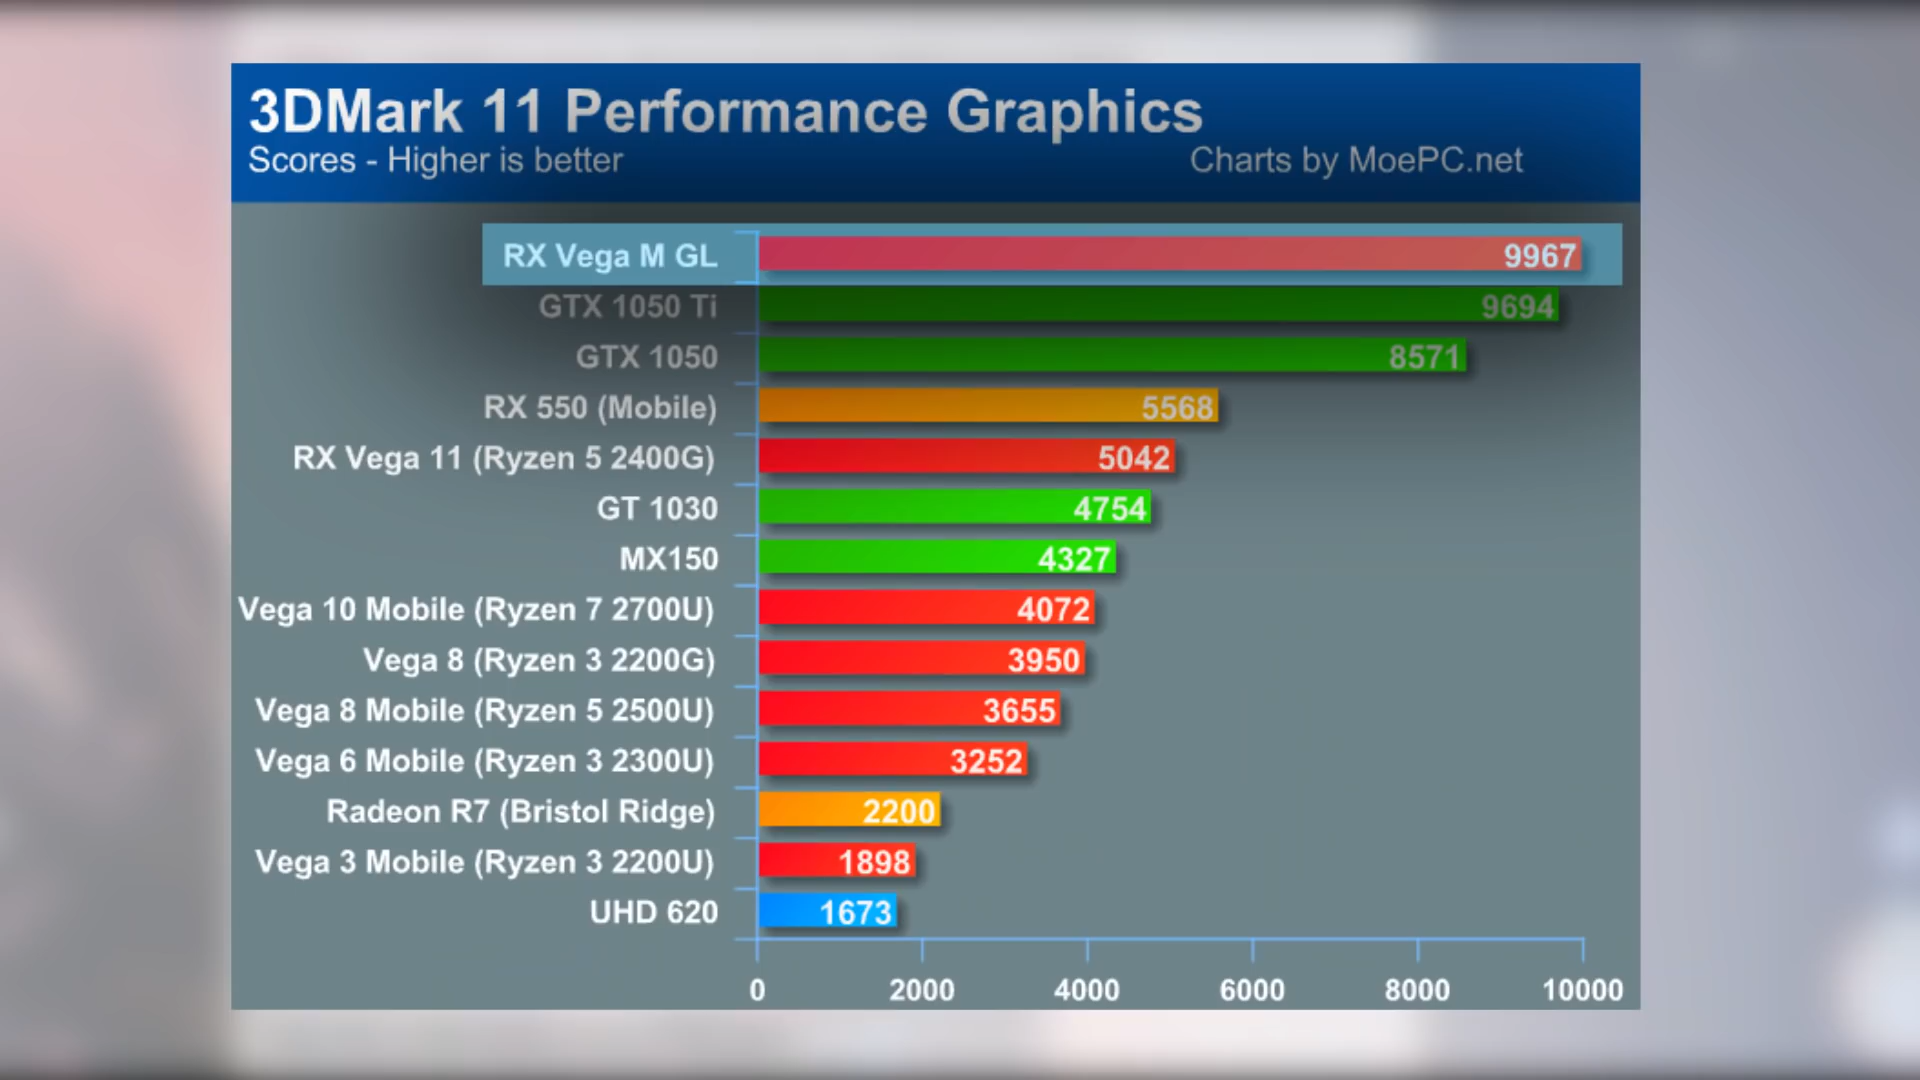 3DMark 11 Performance Graphics
Scores - Higher is better
Charts by MoePC.net
RX Vega M GL 9967
GTX 1050 Ti 9694
GTX 1050 8571
RX 550 (Mobile) 5568
RX Vega 11 (Ryzen 5 2400G) 5042
GT 1030 4754
MX150 4327
Vega 10 Mobile (Ryzen 7 2700U) 4072
Vega 8 (Ryzen 3 2200G) 3950
Vega 8 Mobile (Ryzen 5 2500U) 3655
Vega 6 Mobile (Ryzen 3 2300U) 3252
Radeon R7 (Bristol Ridge) 2200
Vega 3 Mobile (Ryzen 3 2200U) 1898
UHD 620 1673
0 2000 4000 6000 8000 10000